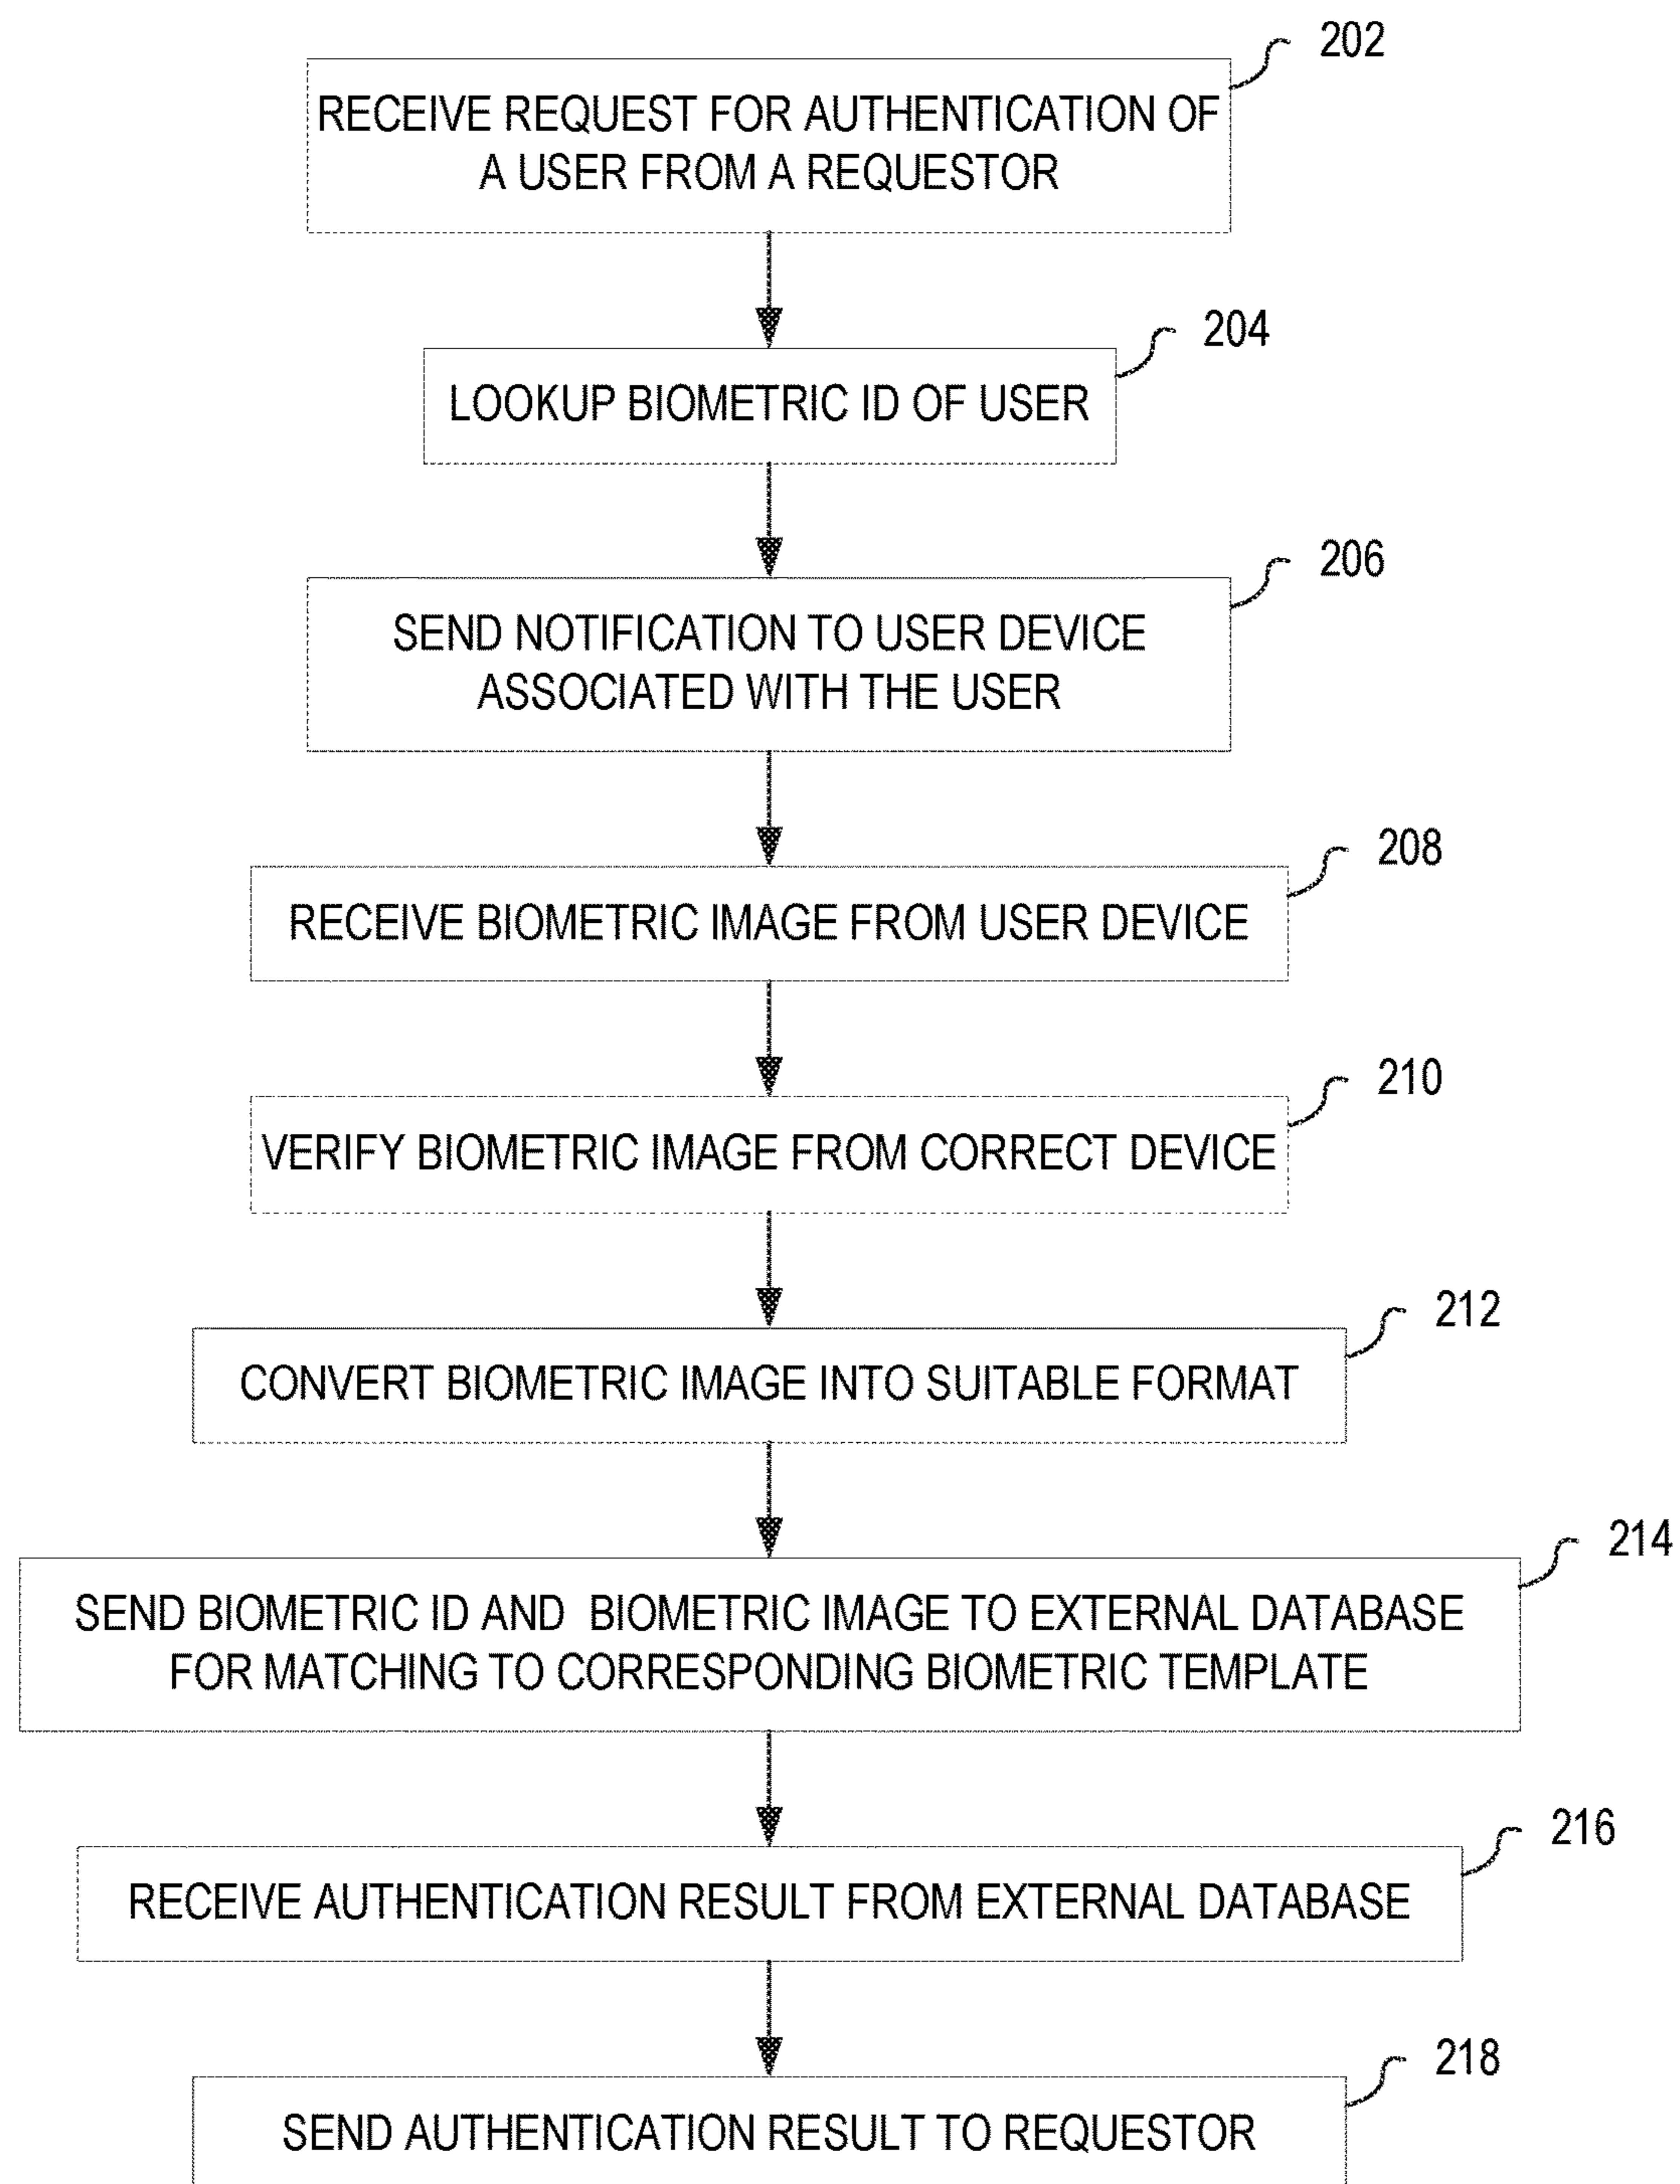 202
RECEIVE REQUEST FOR AUTHENTICATION OF
A USER FROM A REQUESTOR
204
LOOKUP BIOMETRIC ID OF USER
206
SEND NOTIFICATION TO USER DEVICE
ASSOCIATED WITH THE USER
208
RECEIVE BIOMETRIC IMAGE FROM USER DEVICE
210
VERIFY BIOMETRIC IMAGE FROM CORRECT DEVICE
212
CONVERT BIOMETRIC IMAGE INTO SUITABLE FORMAT
214
SEND BIOMETRIC ID AND BIOMETRIC IMAGE TO EXTERNAL DATABASE
FOR MATCHING TO CORRESPONDING BIOMETRIC TEMPLATE
216
RECEIVE AUTHENTICATION RESULT FROM EXTERNAL DATABASE
218
SEND AUTHENTICATION RESULT TO REQUESTOR